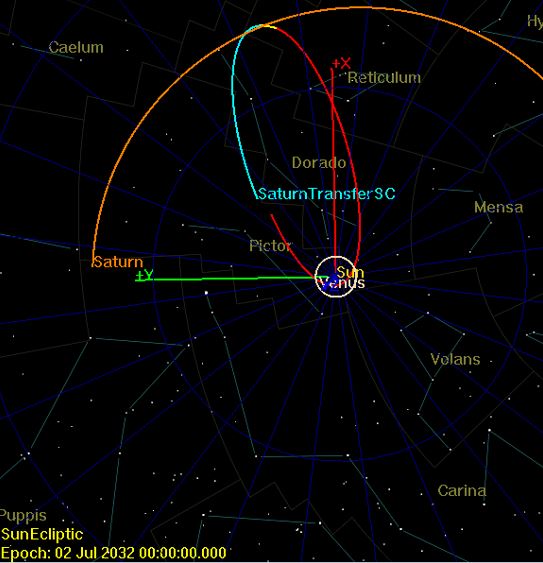 Hy
Caelum
+X
Reticulum
Dorado
SaturnTransferSC
Mensa
Pictor
Saturn
+Y
Sun
Venus
Volans
Carina
Puppis
SunEcliptic
Epoch: 02 Jul 2032 00:00:00.000